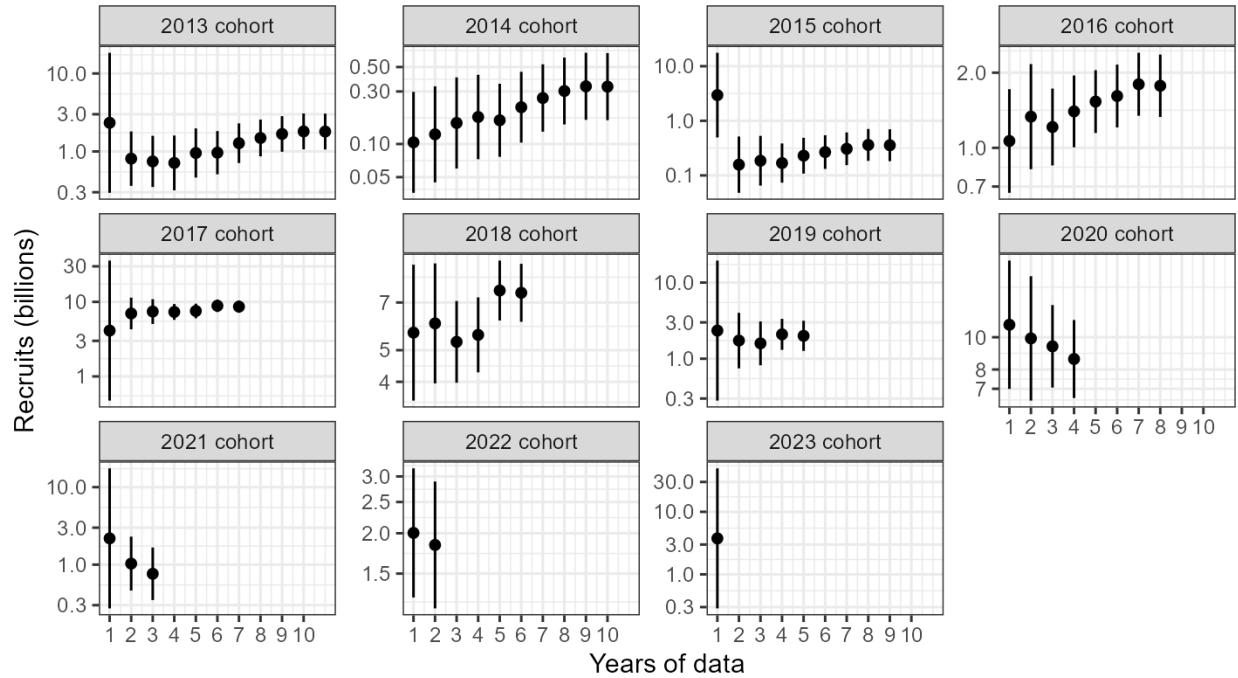 2013 cohort 2014 cohort 2015 cohort 2016 cohort
10.0 3.0 1.0 0.3
0.50 0.30 0.10 0.05
10.0 1.0 0.1
2.0 1.0 0.7
2017 cohort 2018 cohort 2019 cohort 2020 cohort
30 10 3 1
7 5 4
10.0 3.0 1.0 0.3
10 8 7
1 2 3 4 5 6 7 8 9 10
2021 cohort 2022 cohort 2023 cohort
10.0 3.0 1.0 0.3
3.0 2.5 2.0 1.5
30.0 10.0 3.0 1.0 0.3
1 2 3 4 5 6 7 8 9 10 1 2 3 4 5 6 7 8 9 10 1 2 3 4 5 6 7 8 9 10
Years of data
Recruits (billions)